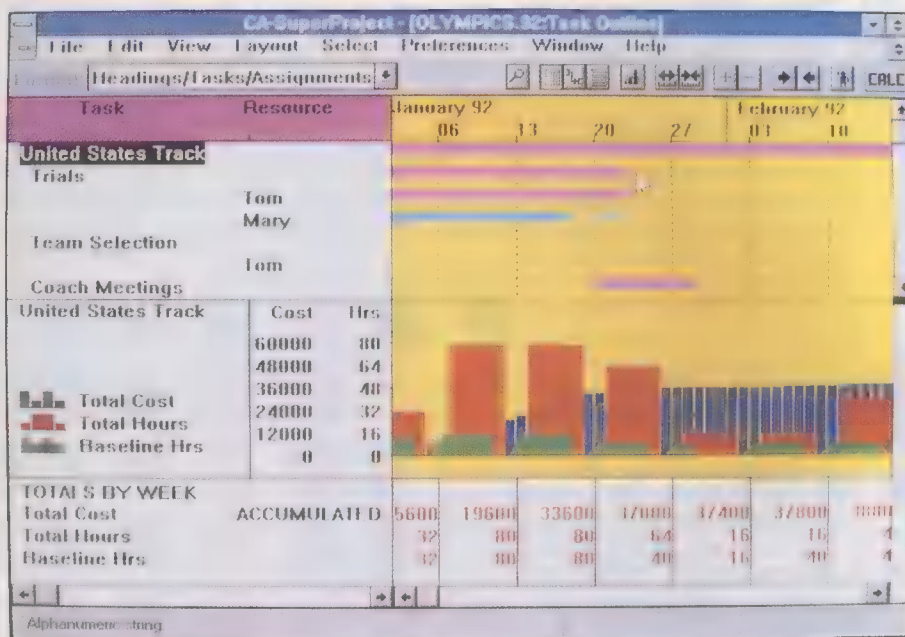 CA-SuperProject - [OLYMPICS.92:Task Outline]
File Edit View Layout Select Preferences Window Help
Headings/Tasks/Assignments CALC
Task Resource January 92 February 92
06 13 20 27 03 10
United States Track
Trials
Tom
Mary
Team Selection
Tom
Coach Meetings
United States Track Cost Hrs
60000 80
48000 64
36000 48
24000 32
12000 16
0 0
Total Cost
Total Hours
Baseline Hrs
TOTALS BY WEEK
Total Cost ACCUMULATED 5600 19600 33600 37000 37400 37800
Total Hours 32 80 80 64 16 16 4
Baseline Hrs 32 80 80 40 16 40 4
Alphanumeric string